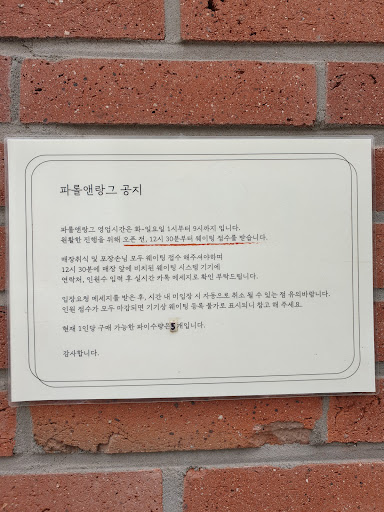 파롤앤랑그 공지
파롤앤랑그 영업시간은 화-일요일 1시부터 9시까지 입니다.
원활한 진행을 위해 오픈 전, 12시 30분부터 웨이팅 접수를 받습니다.
매장취식 및 포장손님 모두 웨이팅 접수 해주셔야하며
12시 30분에 매장 앞에 비치된 웨이팅 시스템 기기에
연락처, 인원수 입력 후 실시간 카톡 메세지로 확인 부탁드립니다.
입장요청 메세지를 받은 후, 시간 내 미입장 시 자동으로 취소 될 수 있는 점 유의바랍니다.
인원 접수가 모두 마감되면 기기상 웨이팅 등록 불가로 표시되니 참고 해 주세요.
현재 1인당 구매 가능한 파이수량은 5개입니다.
감사합니다.